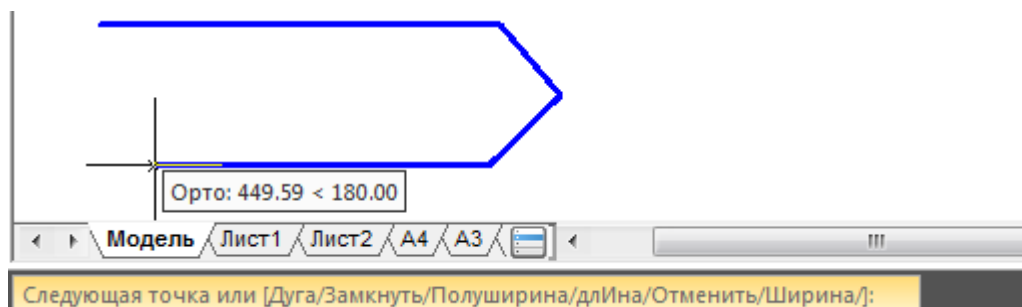 Орто: 449.59 < 180.00
Модель Лист1 Лист2 А4 А3
Следующая точка или [Дуга/Замкнуть/Полуширина/длИна/Отменить/Ширина/]: